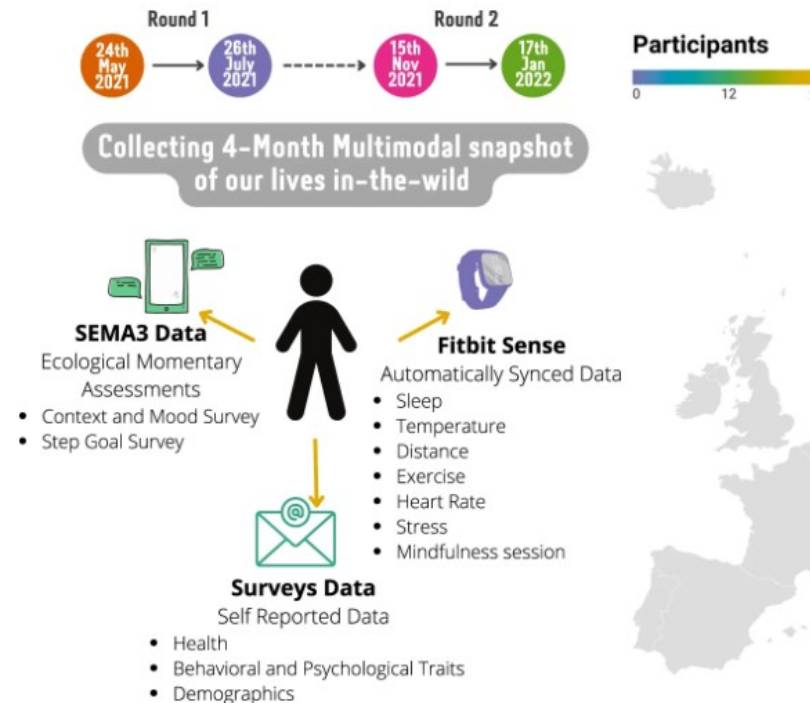 Round 1
Round 2
24th
May
2021
26th
July
2021
15th
Nov
2021
17th
Jan
2022
Participants
0
12
Collecting 4-Month Multimodal snapshot
of our lives in-the-wild
SEMA3 Data
Ecological Momentary
Assessments
• Context and Mood Survey
• Step Goal Survey
Fitbit Sense
Automatically Synced Data
• Sleep
• Temperature
• Distance
• Exercise
• Heart Rate
• Stress
• Mindfulness session
@
Surveys Data
Self Reported Data
• Health
• Behavioral and Psychological Traits
• Demographics